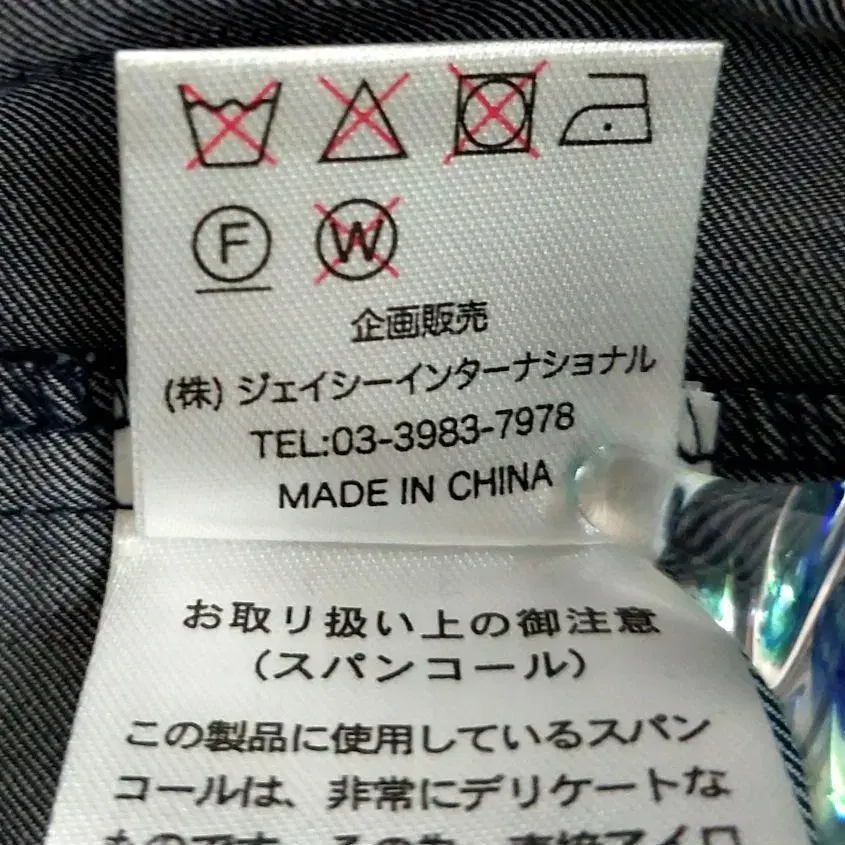 F W
企画販売
(株) ジェイシーインターナショナル
TEL:03-3983-7978
MADE IN CHINA
お取り扱い上の御注意
(スパンコール)
この製品に使用しているスパン
コールは、非常にデリケートな